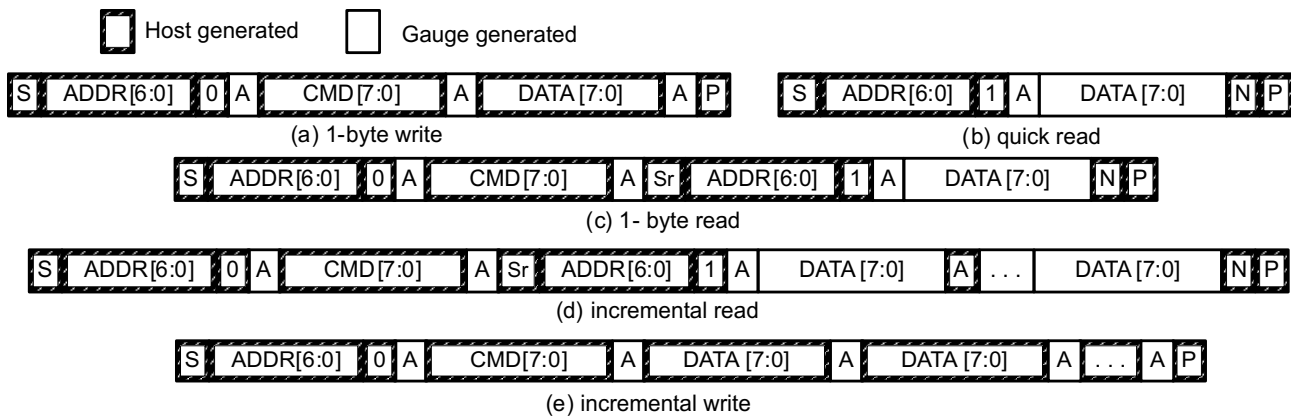 Host generated Gauge generated
S ADDR[6:0] 0 A CMD[7:0] A DATA [7:0] A P
(a) 1-byte write
S ADDR[6:0] 1 A DATA [7:0] N P
(b) quick read
S ADDR[6:0] 0 A CMD[7:0] A Sr ADDR[6:0] 1 A DATA [7:0] N P
(c) 1- byte read
S ADDR[6:0] 0 A CMD[7:0] A Sr ADDR[6:0] 1 A DATA [7:0] A . . . DATA [7:0] N P
(d) incremental read
S ADDR[6:0] 0 A CMD[7:0] A DATA [7:0] A DATA [7:0] A . . . A P
(e) incremental write